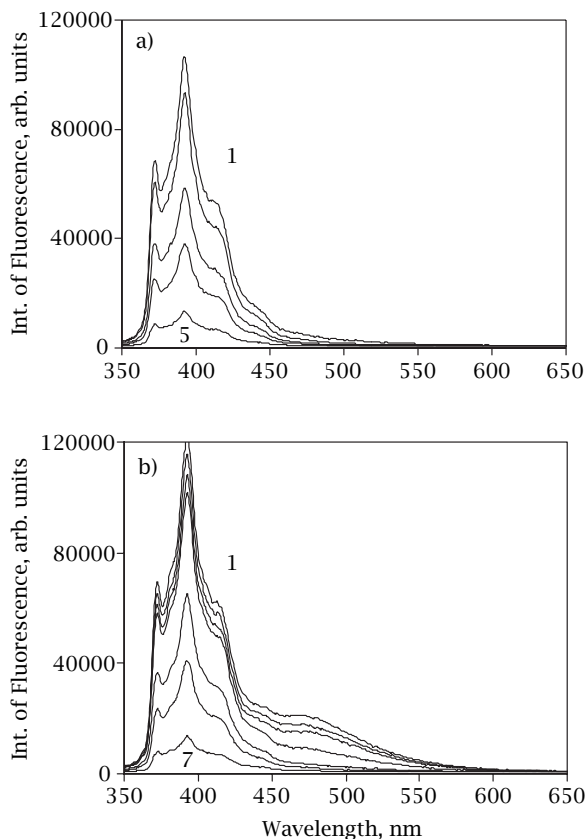 120000
a)
80000
1
40000
5
0
350 400 450 500 550 600 650
Int. of Fluorescence, arb. units
120000
b)
80000
1
40000
7
0
350 400 450 500 550 600 650
Int. of Fluorescence, arb. units
Wavelength, nm